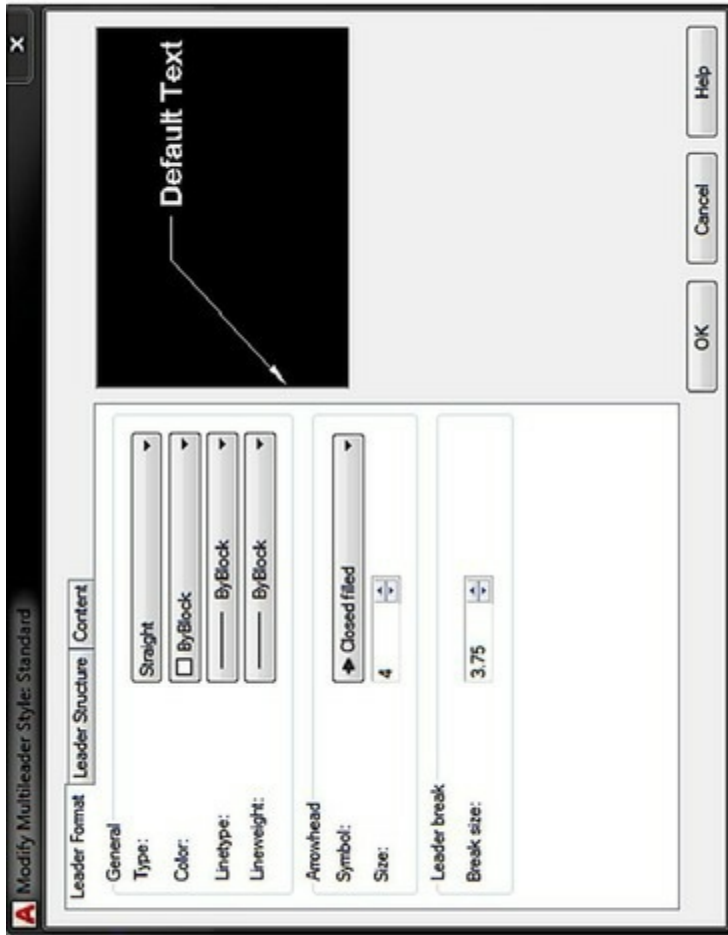 A Modify Multileader Style: Standard
X
Leader Format Leader Structure Content
General
Type: Straight
Color: ByBlock
Linetype: ByBlock
Lineweight: ByBlock
Arrowhead
Symbol: Closed filled
Size: 4
Leader break
Break size: 3.75
Default Text
OK Cancel Help